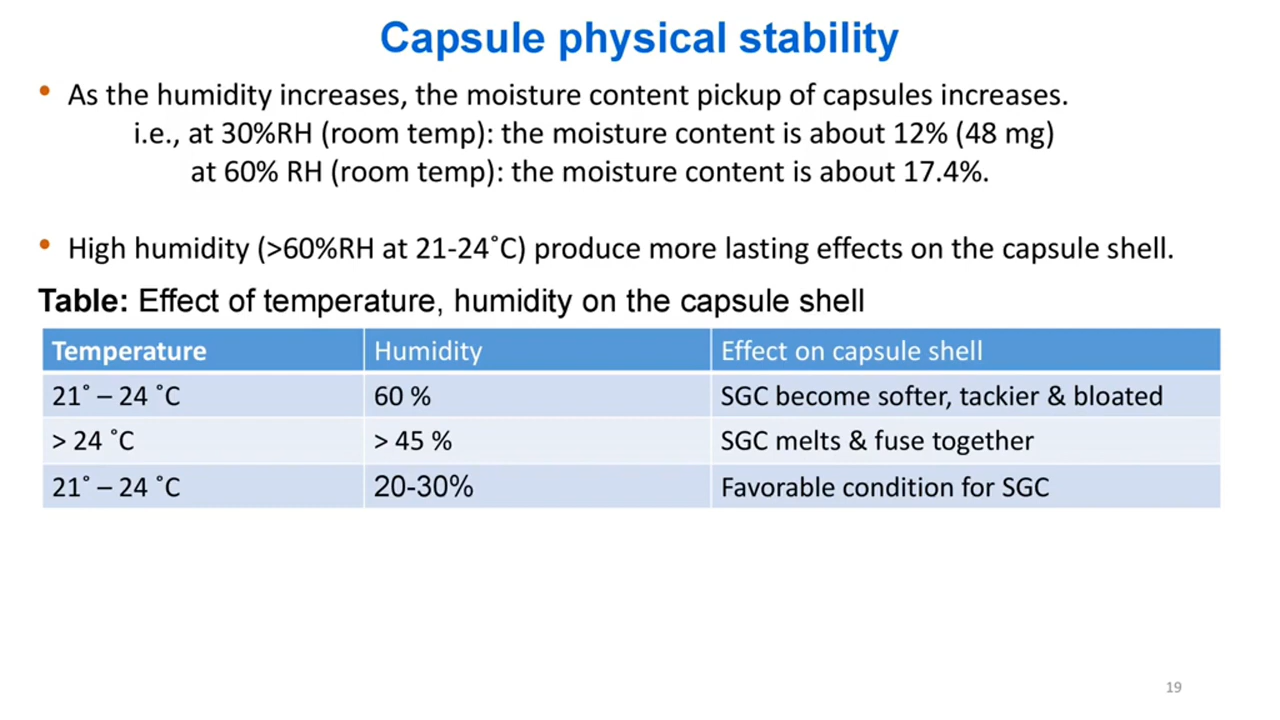 Capsule physical stability
• As the humidity increases, the moisture content pickup of capsules increases.
i.e., at 30%RH (room temp): the moisture content is about 12% (48 mg)
at 60% RH (room temp): the moisture content is about 17.4%.
• High humidity (>60%RH at 21-24˚C) produce more lasting effects on the capsule shell.
Table: Effect of temperature, humidity on the capsule shell
Temperature Humidity Effect on capsule shell
21˚ – 24 ˚C 60 % SGC become softer, tackier & bloated
> 24 ˚C > 45 % SGC melts & fuse together
21˚ – 24 ˚C 20-30% Favorable condition for SGC
19